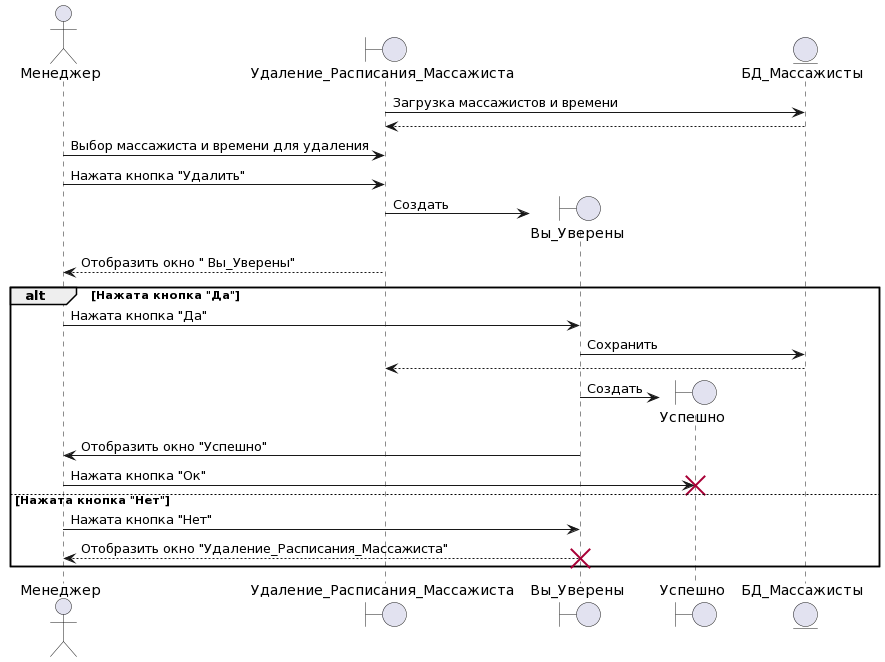 Менеджер
Удаление_Расписания_Массажиста
БД_Массажисты
Загрузка массажистов и времени
Выбор массажиста и времени для удаления
Нажата кнопка "Удалить"
Создать
Вы_Уверены
Отобразить окно " Вы_Уверены"
alt
[Нажата кнопка "Да"]
Нажата кнопка "Да"
Сохранить
Создать
Успешно
Отобразить окно "Успешно"
Нажата кнопка "Ок"
[Нажата кнопка "Нет"]
Нажата кнопка "Нет"
Отобразить окно "Удаление_Расписания_Массажиста"
Менеджер
Удаление_Расписания_Массажиста
Вы_Уверены
Успешно
БД_Массажисты